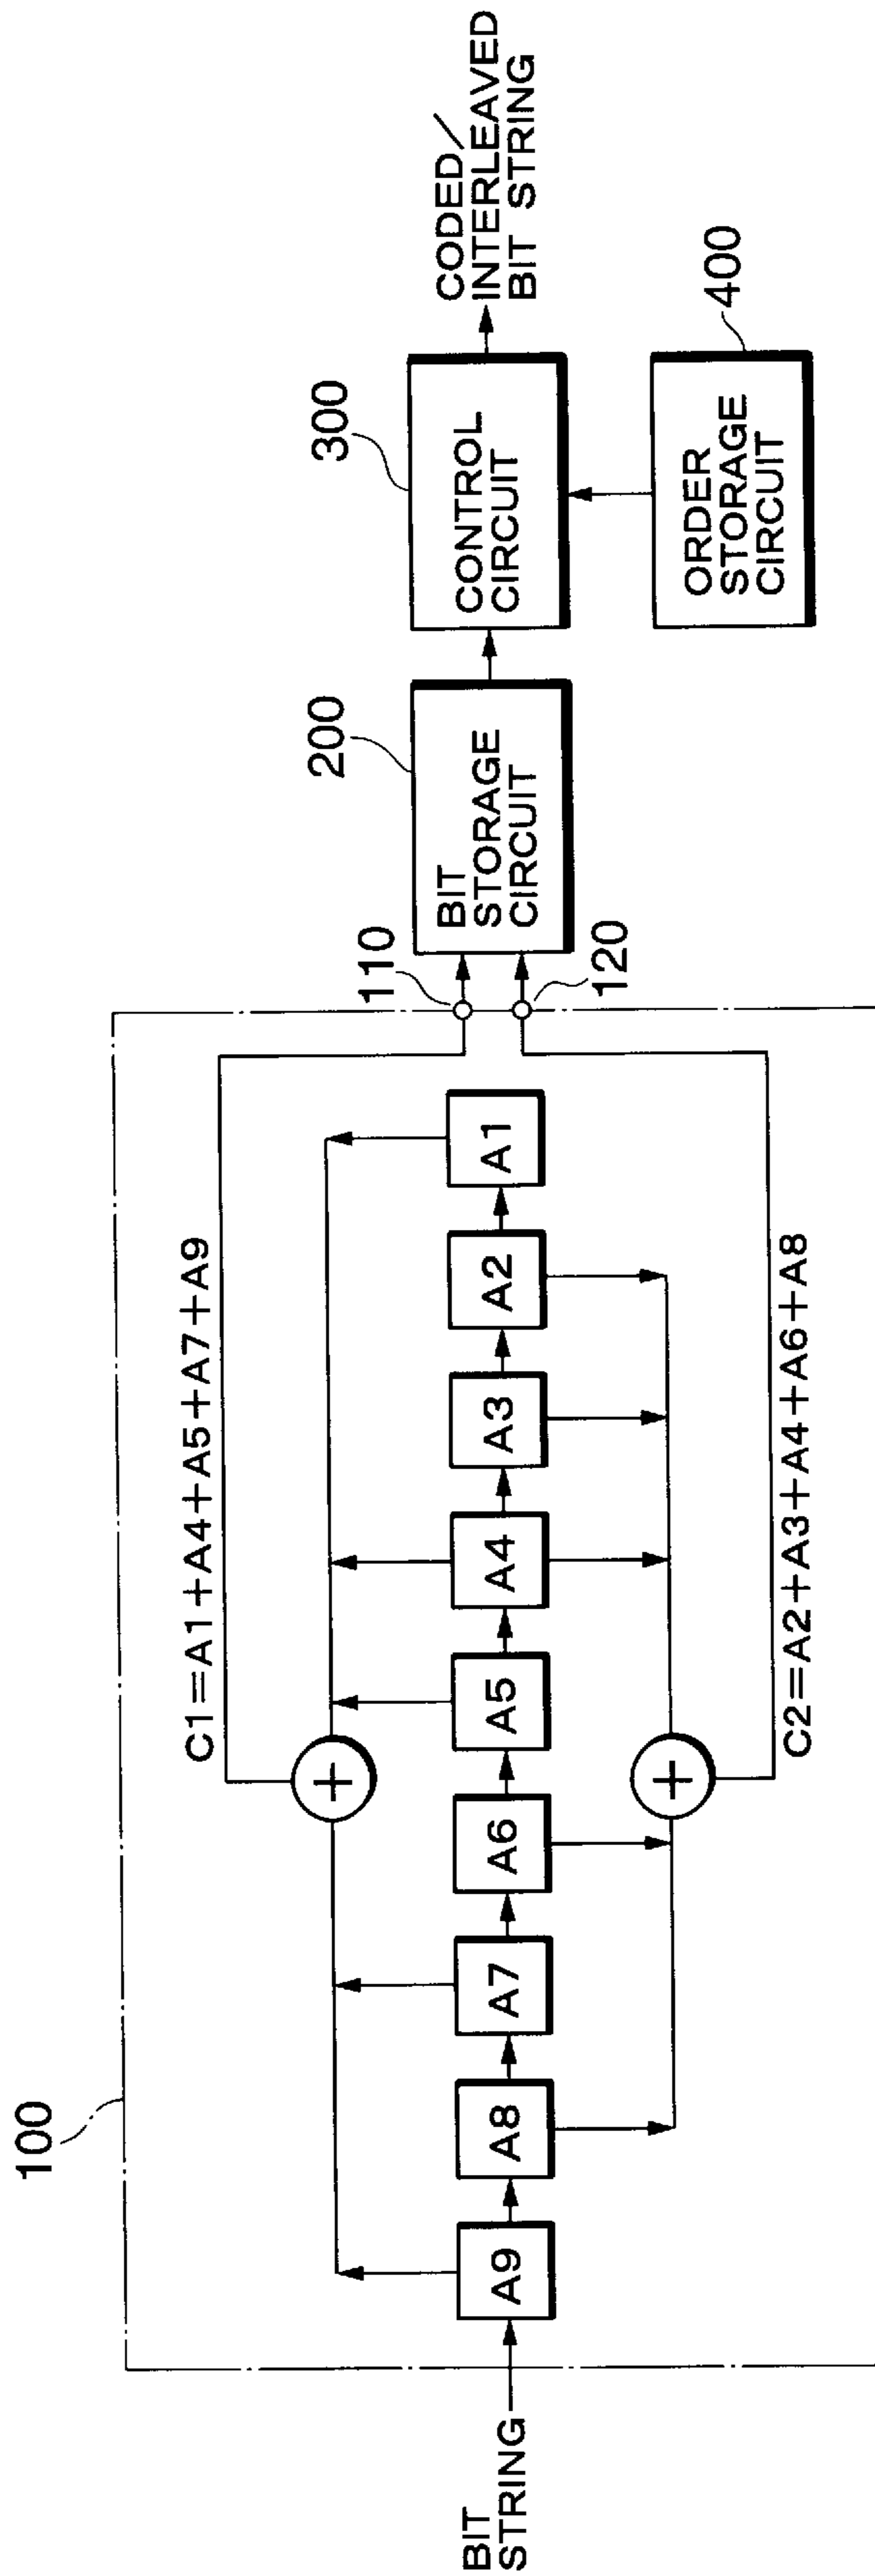 100
BIT
STRING
A9
A8
A7
A6
A5
A4
A3
A2
A1
+
+
C1=A1+A4+A5+A7+A9
C2=A2+A3+A4+A6+A8
110
120
200
BIT
STORAGE
CIRCUIT
300
CONTROL
CIRCUIT
400
ORDER
STORAGE
CIRCUIT
CODED/
INTERLEAVED
BIT STRING